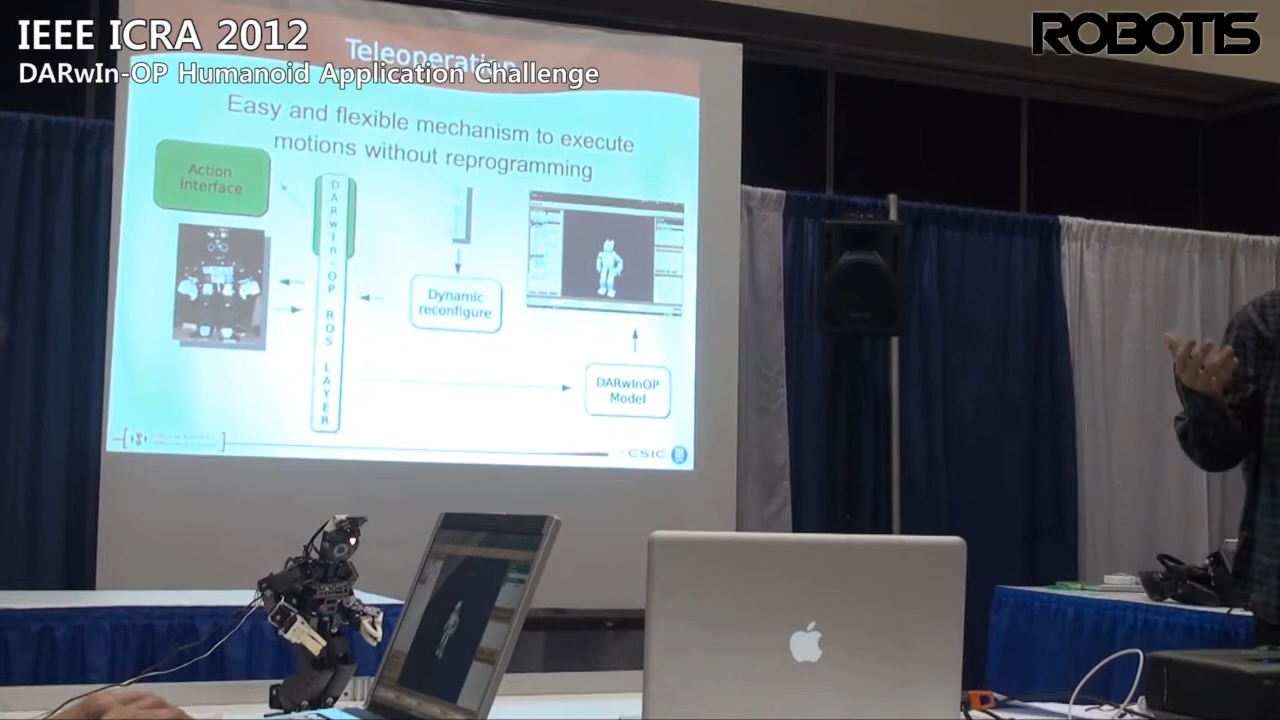 IEEE ICRA 2012
DARwIn-OP Humanoid Application Challenge
ROBOTIS
Teleoperation
Easy and flexible mechanism to execute
motions without reprogramming
Action
interface
DARwIn-OP ROS LAYER
Dynamic
reconfigure
DARwInOP
Model
CSIC